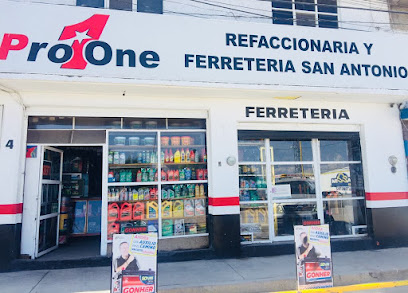 Pro1One
REFACCIONARIA Y
FERRETERIA SAN ANTONIO
FERRETERIA
4
GONHER
GONHER